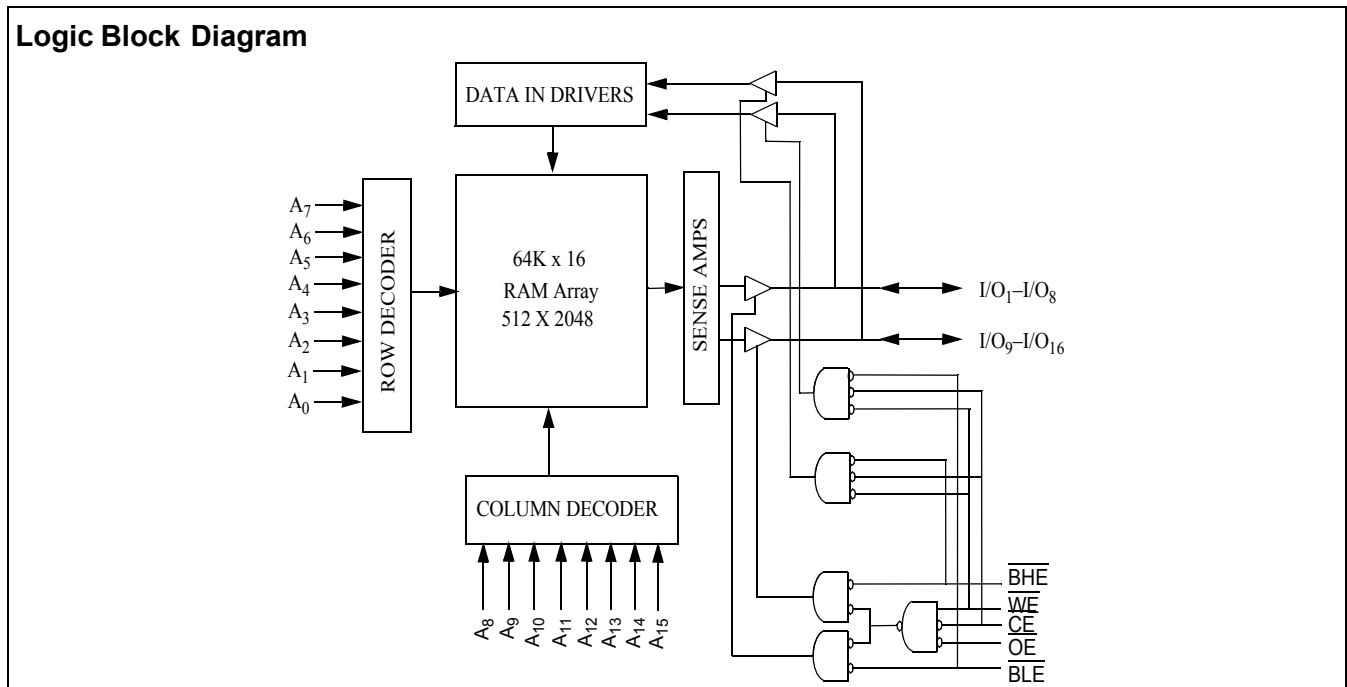 Logic Block Diagram
DATA IN DRIVERS
A7
A6
A5
A4
A3
A2
A1
A0
ROW DECODER
64K x 16
RAM Array
512 X 2048
SENSE AMPS
I/O1–I/O8
I/O9–I/O16
COLUMN DECODER
A8
A9
A10
A11
A12
A13
A14
A15
BHE
WE
CE
OE
BLE